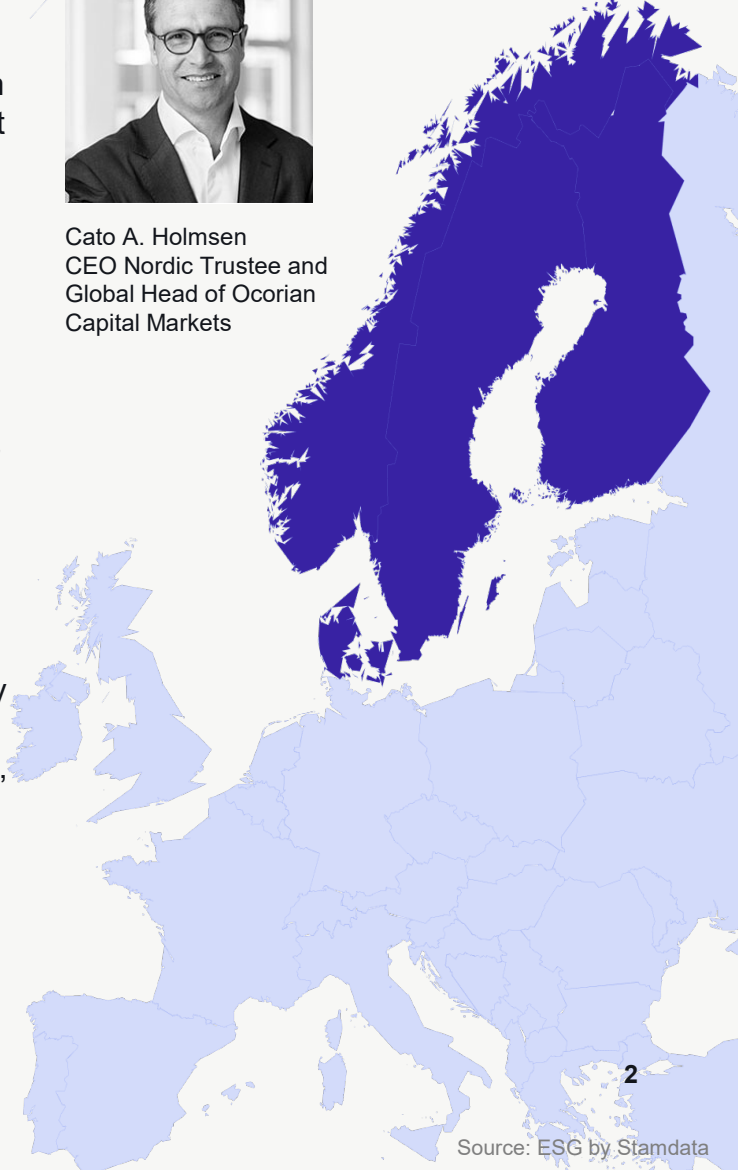 Cato A. Holmsen
CEO Nordic Trustee and
Global Head of Ocorian
Capital Markets
2
Source: ESG by Stamdata